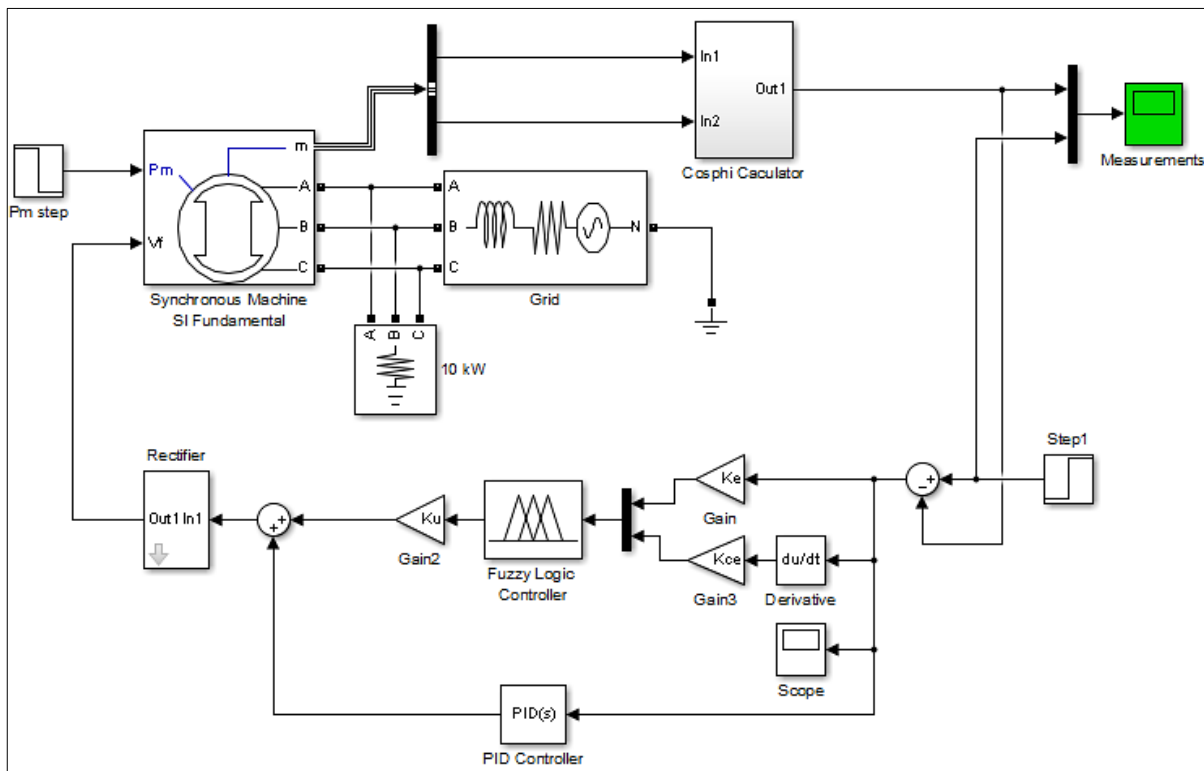 In1
Out1
In2
Cosphi Caculator
Measurements
m
Pm
A
B
C
Vf
Pm step
Synchronous Machine
SI Fundamental
A
B
C
N
Grid
A
B
C
10 kW
Step1
Rectifier
Out1 In1
+
+
Ku
Gain2
Fuzzy Logic
Controller
Ke
Gain
Kce
Gain3
du/dt
Derivative
−
+
Scope
PID(s)
PID Controller